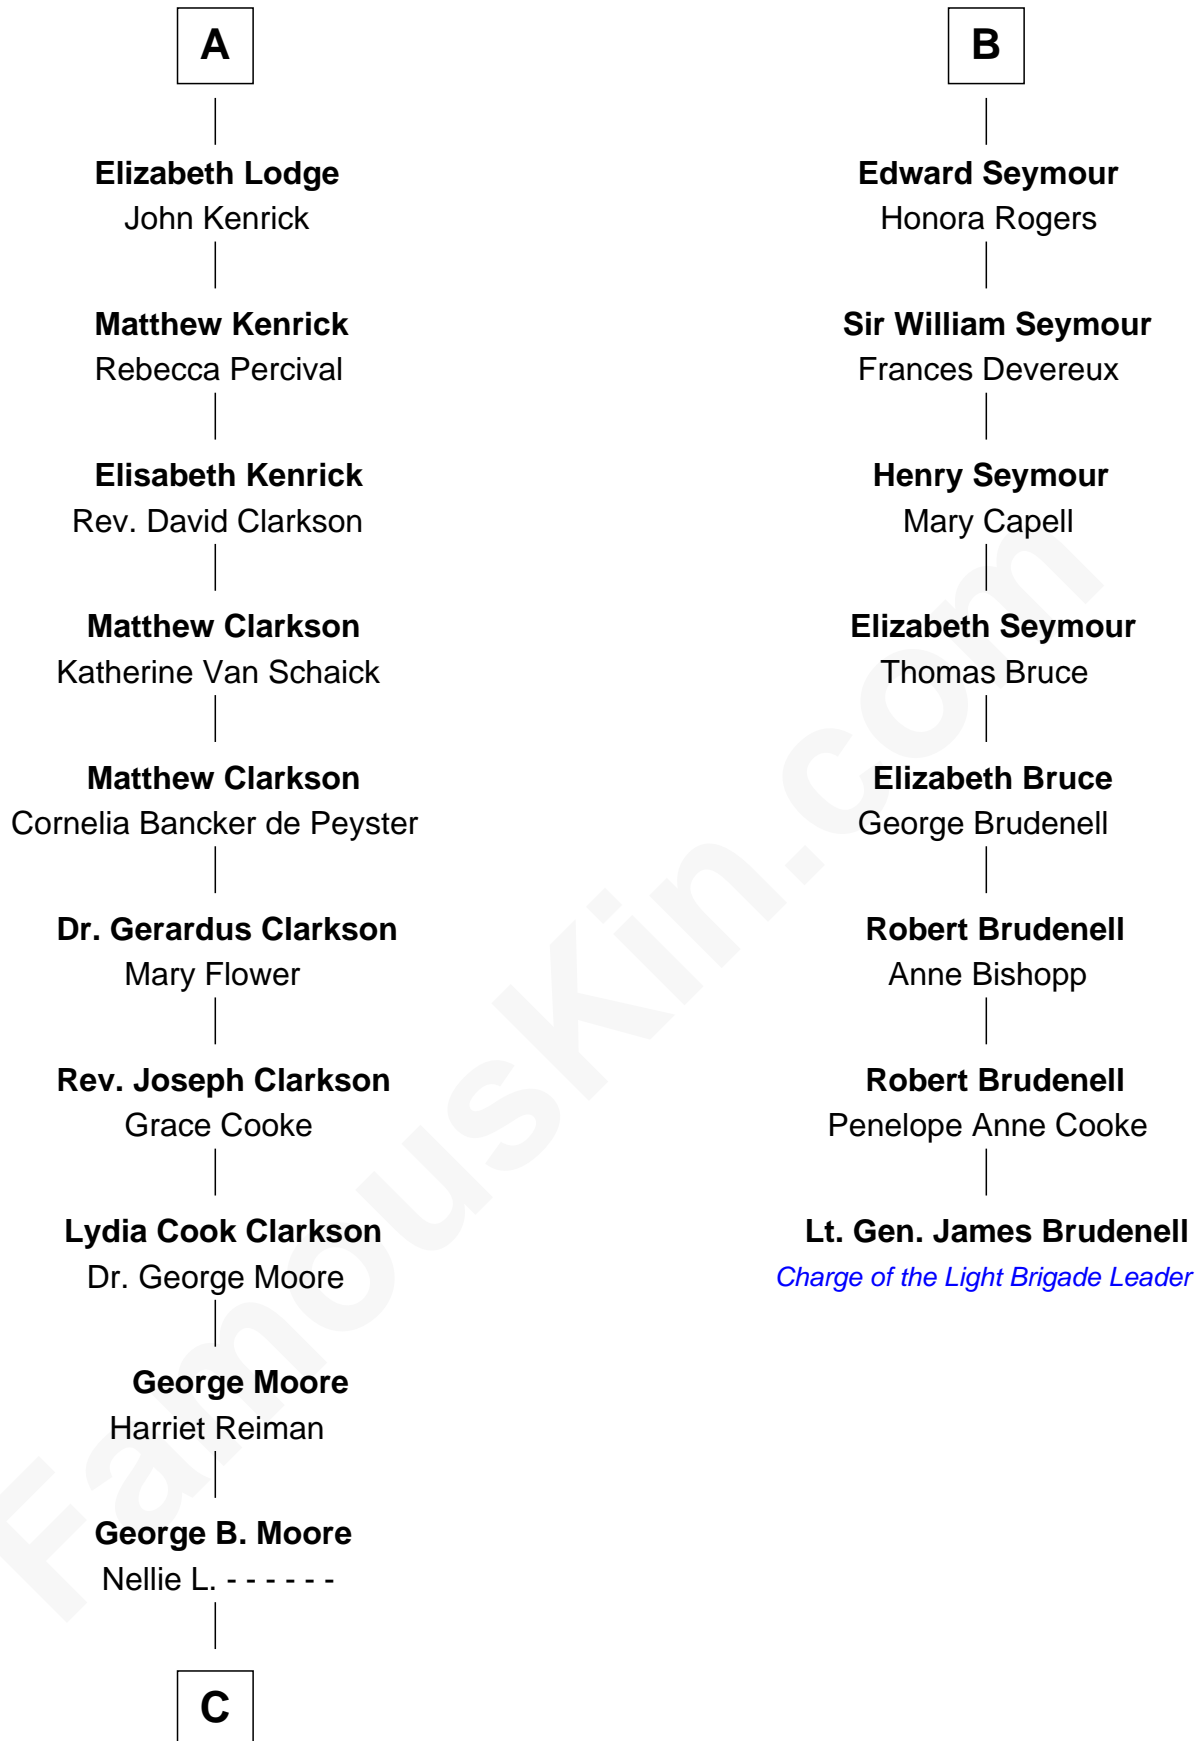 A
Elizabeth Lodge
John Kenrick
Matthew Kenrick
Rebecca Percival
Elisabeth Kenrick
Rev. David Clarkson
Matthew Clarkson
Katherine Van Schaick
Matthew Clarkson
Cornelia Bancker de Peyster
Dr. Gerardus Clarkson
Mary Flower
Rev. Joseph Clarkson
Grace Cooke
Lydia Cook Clarkson
Dr. George Moore
George Moore
Harriet Reiman
George B. Moore
Nellie L. - - - - - -
C
B
Edward Seymour
Honora Rogers
Sir William Seymour
Frances Devereux
Henry Seymour
Mary Capell
Elizabeth Seymour
Thomas Bruce
Elizabeth Bruce
George Brudenell
Robert Brudenell
Anne Bishopp
Robert Brudenell
Penelope Anne Cooke
Lt. Gen. James Brudenell
Charge of the Light Brigade Leader
FamousKin.com